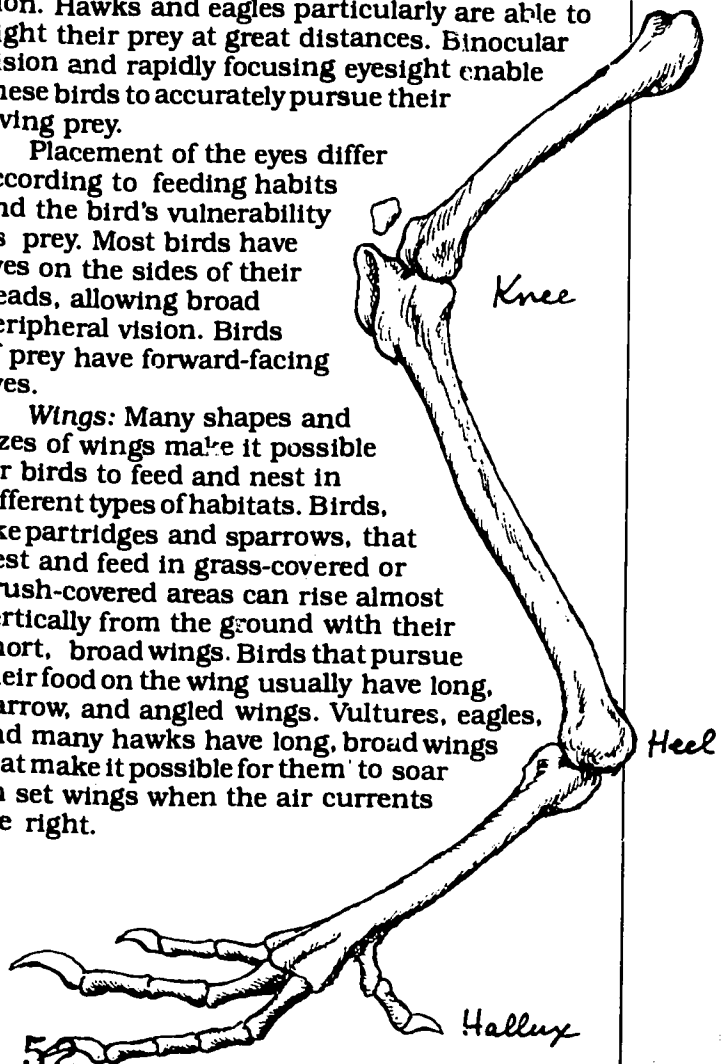 ion. Hawks and eagles particularly are able to
ight their prey at great distances. Binocular
ision and rapidly focusing eyesight enable
hese birds to accurately pursue their
ving prey.
Placement of the eyes differ
ccording to feeding habits
nd the bird's vulnerability
s prey. Most birds have
yes on the sides of their
eads, allowing broad
eripheral vision. Birds
f prey have forward-facing
yes.
Knee
Wings: Many shapes and
zes of wings make it possible
r birds to feed and nest in
fferent types of habitats. Birds,
ke partridges and sparrows, that
est and feed in grass-covered or
rush-covered areas can rise almost
ertically from the ground with their
hort, broad wings. Birds that pursue
eir food on the wing usually have long,
arrow, and angled wings. Vultures, eagles,
nd many hawks have long, broad wings
at make it possible for them to soar
n set wings when the air currents
e right.
Heel
Hallux
52